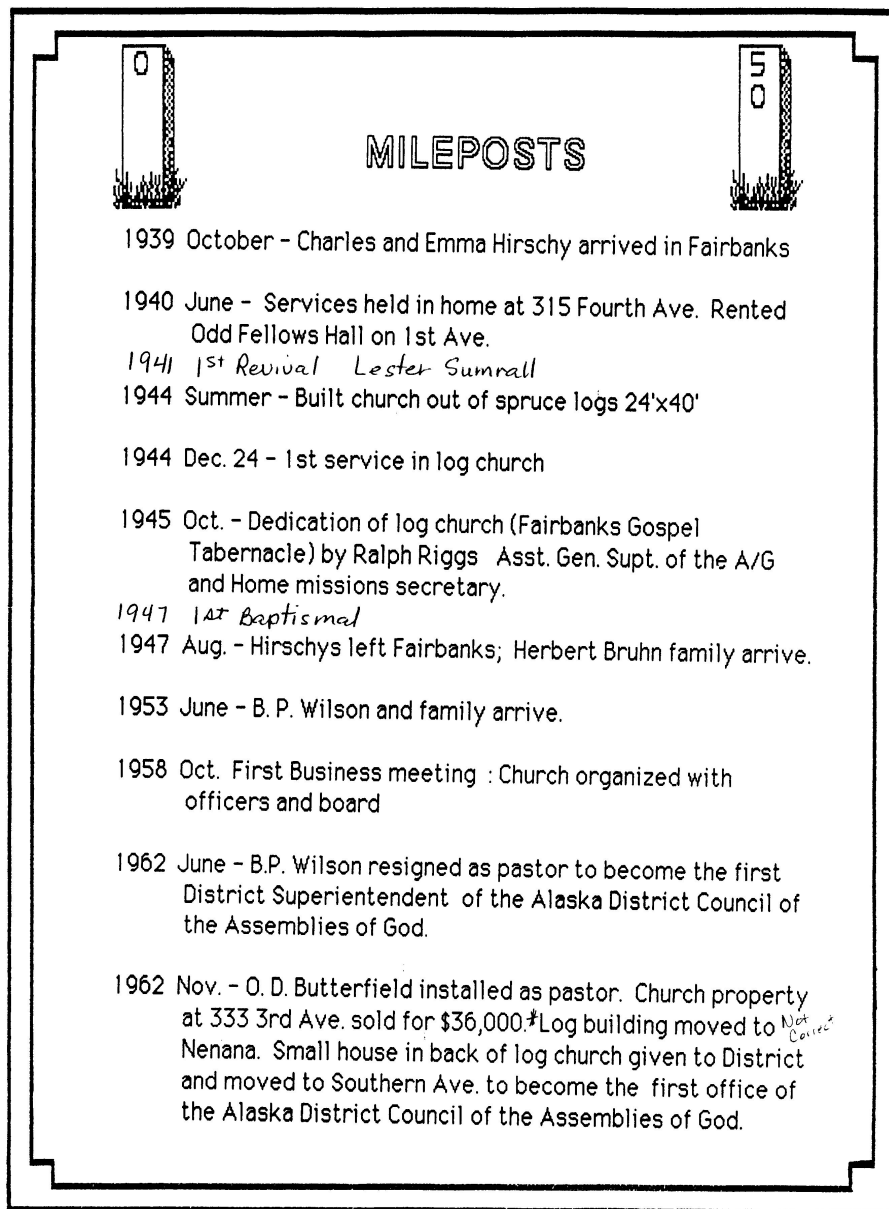 0
5
0
MILEPOSTS
1939 October - Charles and Emma Hirschy arrived in Fairbanks
1940 June - Services held in home at 315 Fourth Ave. Rented
Odd Fellows Hall on 1st Ave.
1941 1st Revival Lester Sumrall
1944 Summer - Built church out of spruce logs 24'x40'
1944 Dec. 24 - 1st service in log church
1945 Oct. - Dedication of log church (Fairbanks Gospel
Tabernacle) by Ralph Riggs Asst. Gen. Supt. of the A/G
and Home missions secretary.
1947 1st Baptismal
1947 Aug. - Hirschys left Fairbanks; Herbert Bruhn family arrive.
1953 June - B. P. Wilson and family arrive.
1958 Oct. First Business meeting : Church organized with
officers and board
1962 June - B.P. Wilson resigned as pastor to become the first
District Superientendent of the Alaska District Council of
the Assemblies of God.
1962 Nov. - O. D. Butterfield installed as pastor. Church property
at 333 3rd Ave. sold for $36,000.* Log building moved to Not Correct *
Nenana. Small house in back of log church given to District
and moved to Southern Ave. to become the first office of
the Alaska District Council of the Assemblies of God.